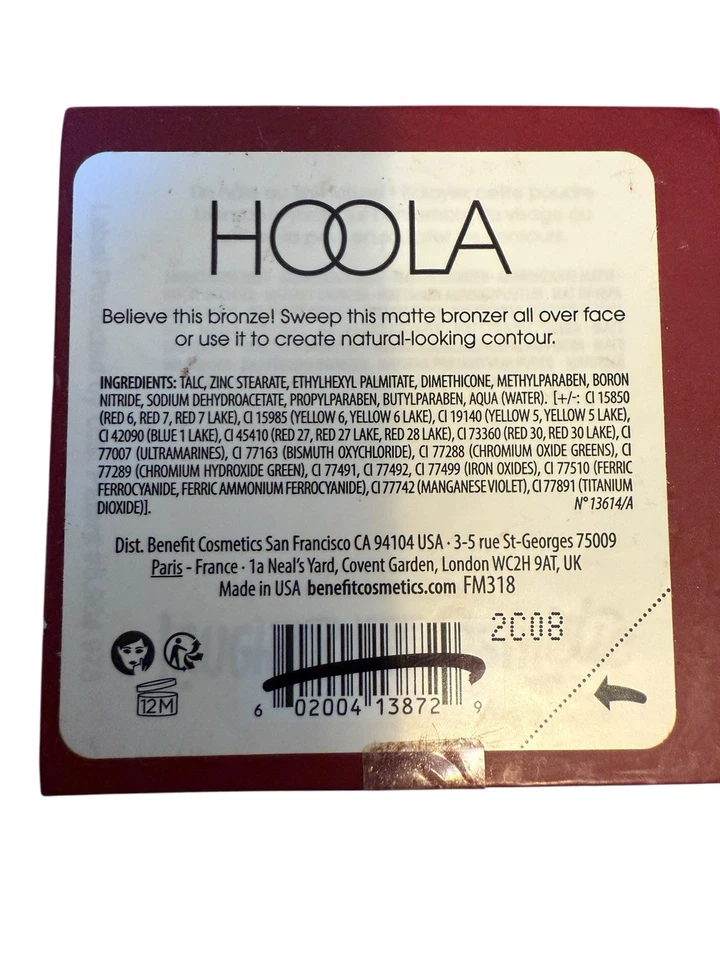 HOOLA
Believe this bronze! Sweep this matte bronzer all over face
or use it to create natural-looking contour.
INGREDIENTS: TALC, ZINC STEARATE, ETHYLHEXYL PALMITATE, DIMETHICONE, METHYLPARABEN, BORON
NITRIDE, SODIUM DEHYDROACETATE, PROPYLPARABEN, BUTYLPARABEN, AQUA (WATER). [+/-: CI 15850
(RED 6, RED 7, RED 7 LAKE), CI 15985 (YELLOW 6, YELLOW 6 LAKE), CI 19140 (YELLOW 5, YELLOW 5 LAKE),
CI 42090 (BLUE 1 LAKE), CI 45410 (RED 27, RED 27 LAKE, RED 28 LAKE), CI 73360 (RED 30, RED 30 LAKE), CI
77007 (ULTRAMARINES), CI 77163 (BISMUTH OXYCHLORIDE), CI 77288 (CHROMIUM OXIDE GREENS), CI
77289 (CHROMIUM HYDROXIDE GREEN), CI 77491, CI 77492, CI 77499 (IRON OXIDES), CI 77510 (FERRIC
FERROCYANIDE, FERRIC AMMONIUM FERROCYANIDE), CI 77742 (MANGANESE VIOLET), CI 77891 (TITANIUM
DIOXIDE)]. N° 13614/A
Dist. Benefit Cosmetics San Francisco CA 94104 USA · 3-5 rue St-Georges 75009
Paris - France · 1a Neal's Yard, Covent Garden, London WC2H 9AT, UK
Made in USA benefitcosmetics.com FM318
2C08
12M
6 02004 13872 9